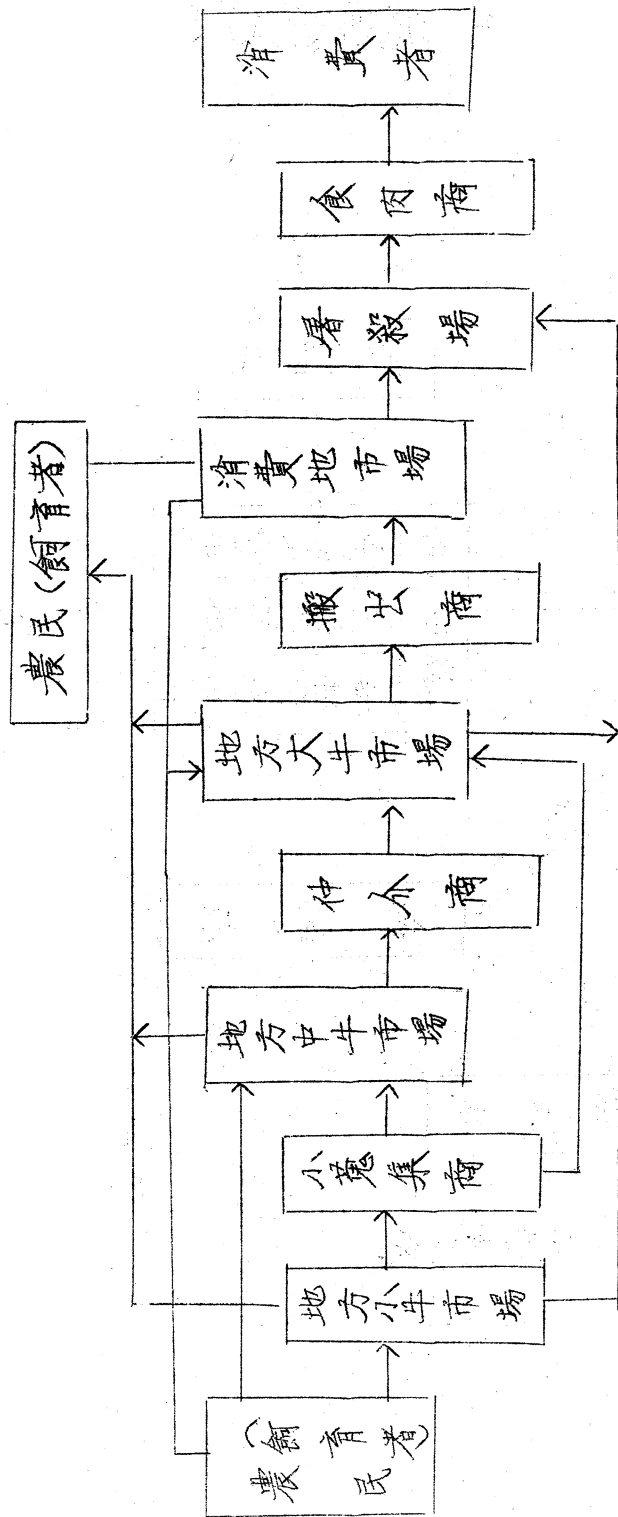 農民(飼育者)
農民
(飼育者)
地方小牛市場
小蒐集商
地方中牛市場
仲介商
地方大牛市場
搬出商
消費地市場
屠殺場
食肉商
消費者